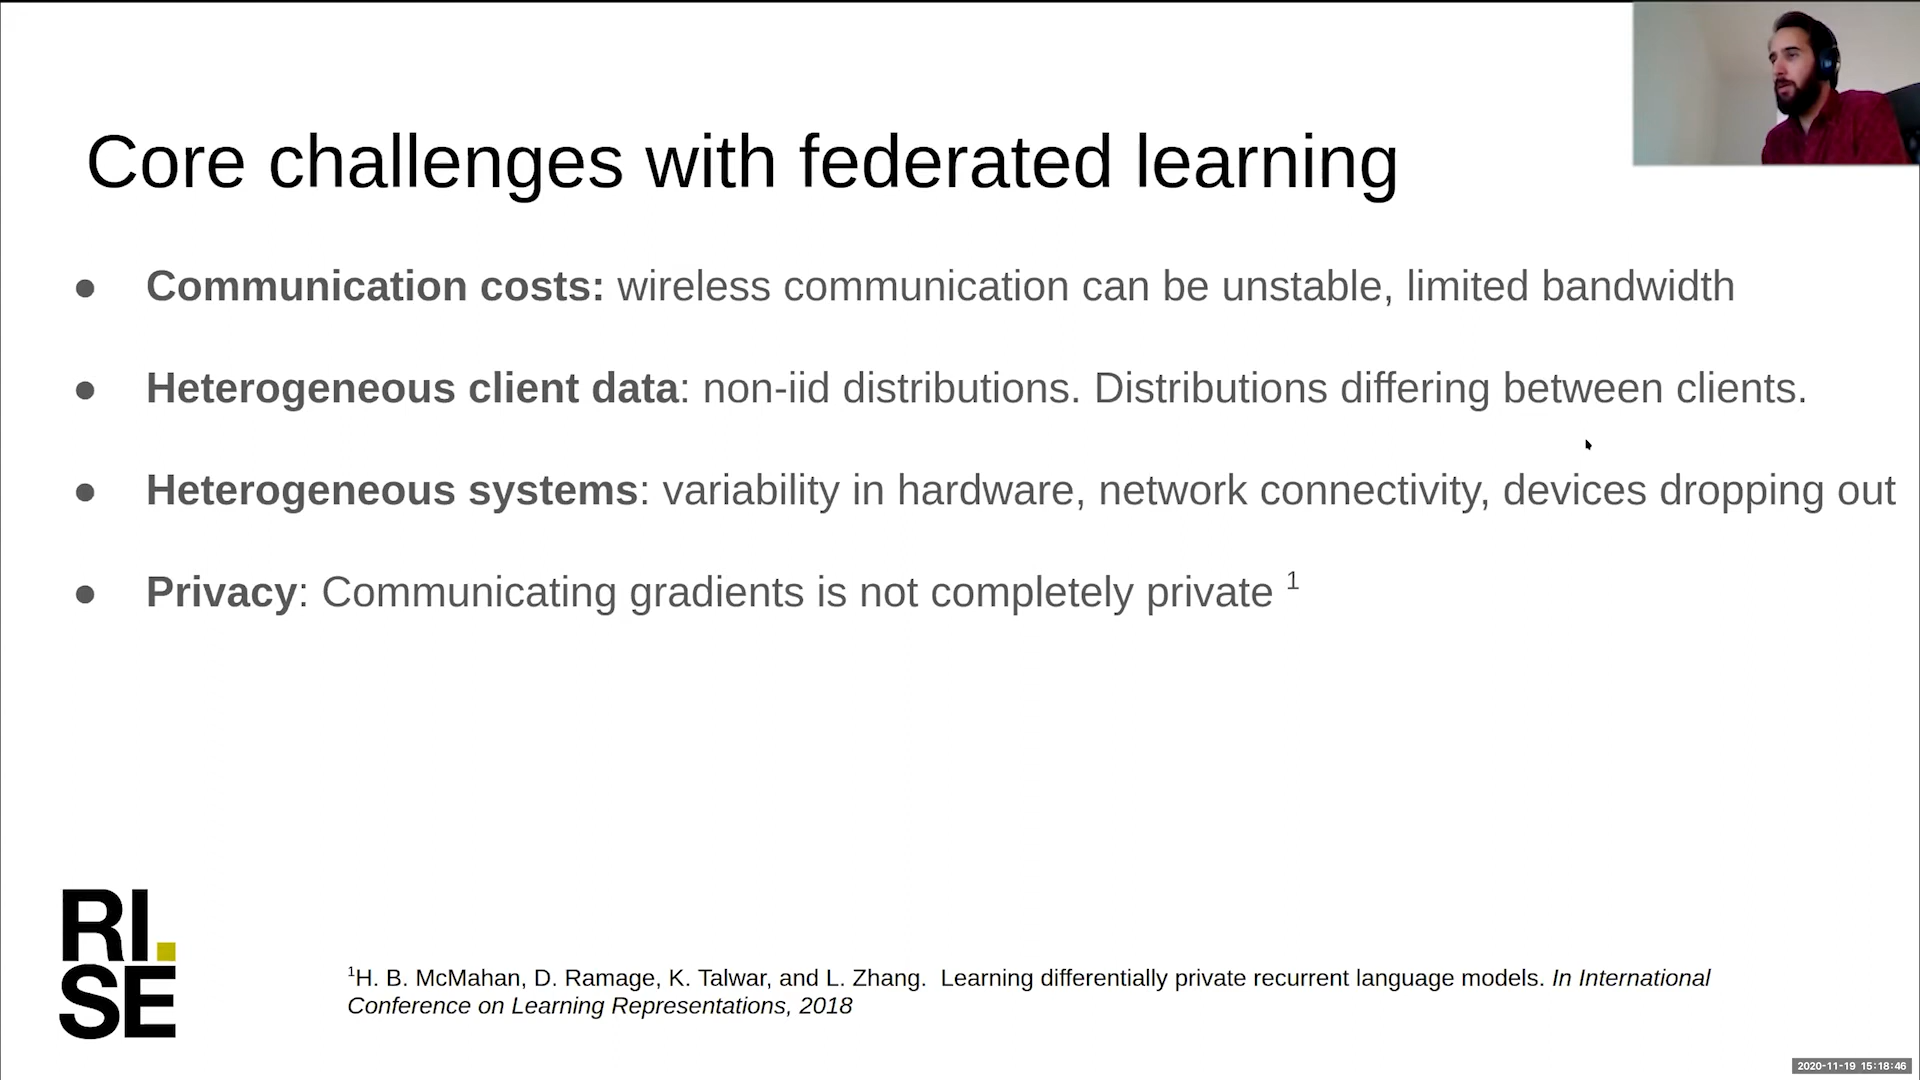 Core challenges with federated learning
● Communication costs: wireless communication can be unstable, limited bandwidth
● Heterogeneous client data: non-iid distributions. Distributions differing between clients.
● Heterogeneous systems: variability in hardware, network connectivity, devices dropping out
● Privacy: Communicating gradients is not completely private 1
RI.
SE
1H. B. McMahan, D. Ramage, K. Talwar, and L. Zhang. Learning differentially private recurrent language models. In International
Conference on Learning Representations, 2018
2020-11-19 15:18:46